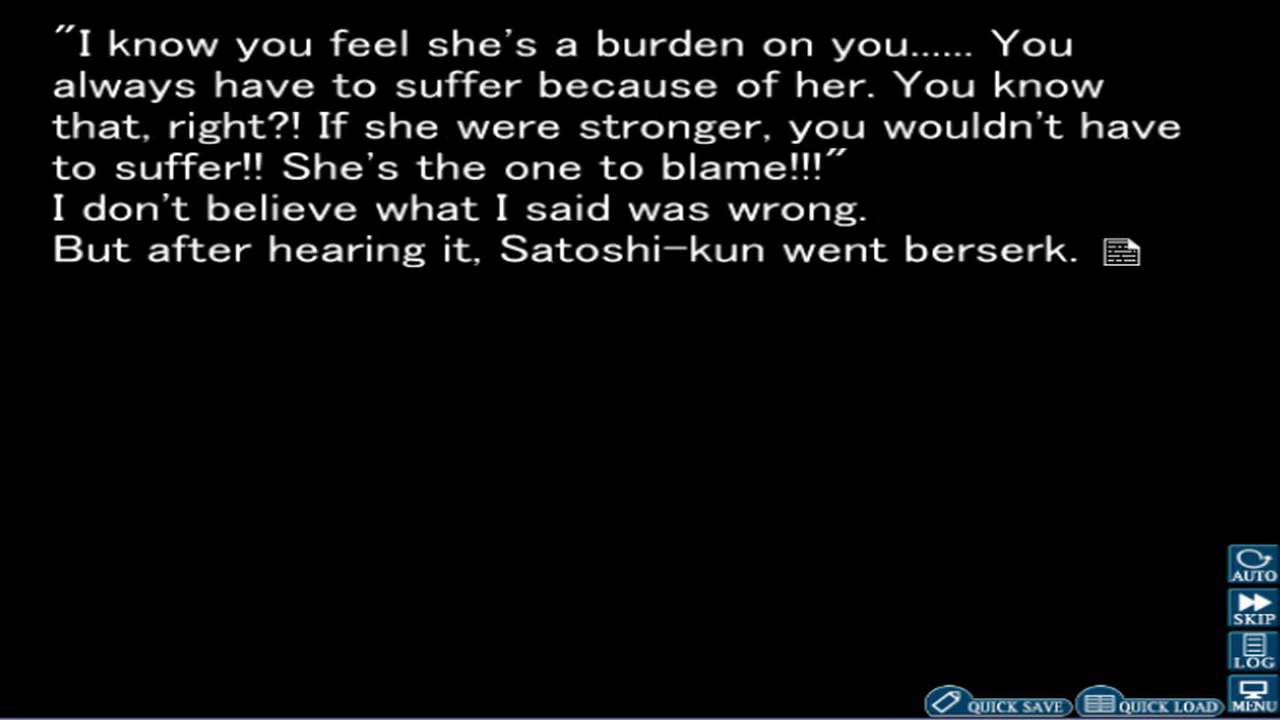 "I know you feel she's a burden on you...... You
always have to suffer because of her. You know
that, right?! If she were stronger, you wouldn't have
to suffer!! She's the one to blame!!!"
I don't believe what I said was wrong.
But after hearing it, Satoshi-kun went berserk.
AUTO
SKIP
LOG
QUICK SAVE QUICK LOAD MENU